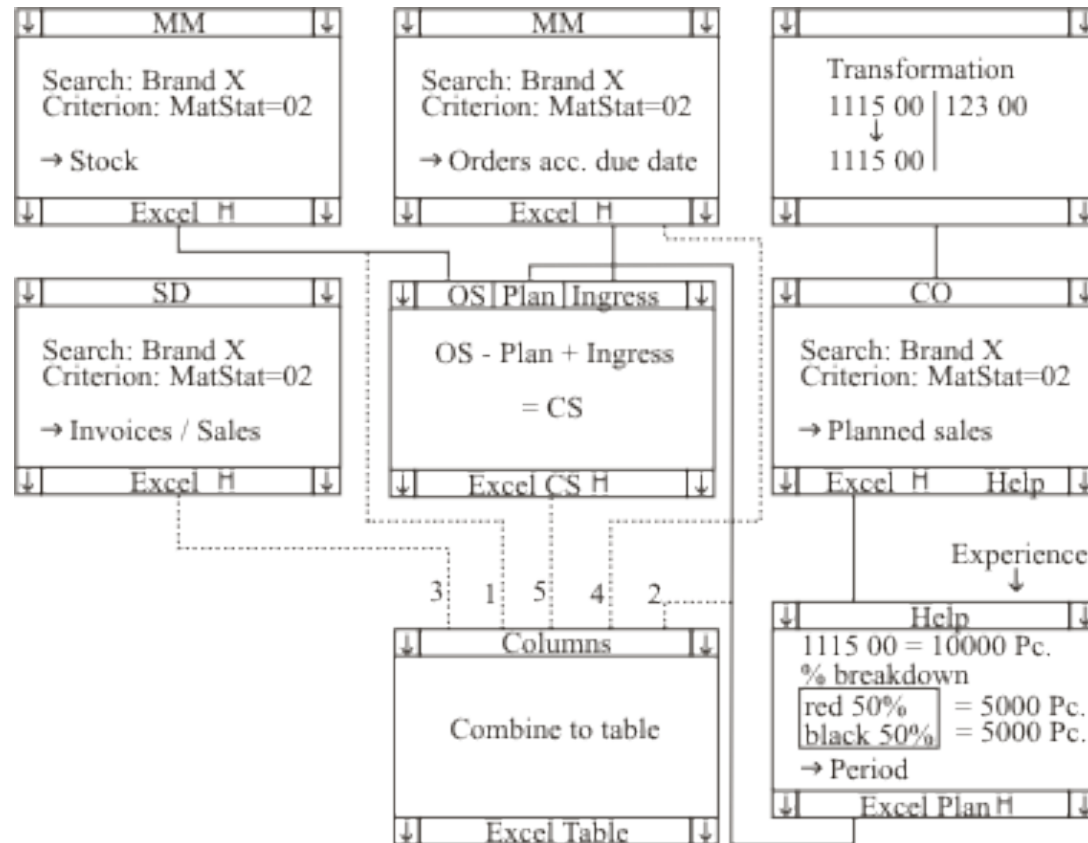 MM
Search: Brand X
Criterion: MatStat=02
→ Stock
Excel
MM
Search: Brand X
Criterion: MatStat=02
→ Orders acc. due date
Excel
Transformation
1115 00 | 123 00
↓
1115 00
SD
Search: Brand X
Criterion: MatStat=02
→ Invoices / Sales
Excel
OS | Plan | Ingress
OS - Plan + Ingress
= CS
Excel CS
CO
Search: Brand X
Criterion: MatStat=02
→ Planned sales
Excel Help
Experience
↓
3 1 5 4 2
Columns
Combine to table
Excel Table
Help
1115 00 = 10000 Pc.
% breakdown
red 50% = 5000 Pc.
black 50% = 5000 Pc.
→ Period
Excel Plan